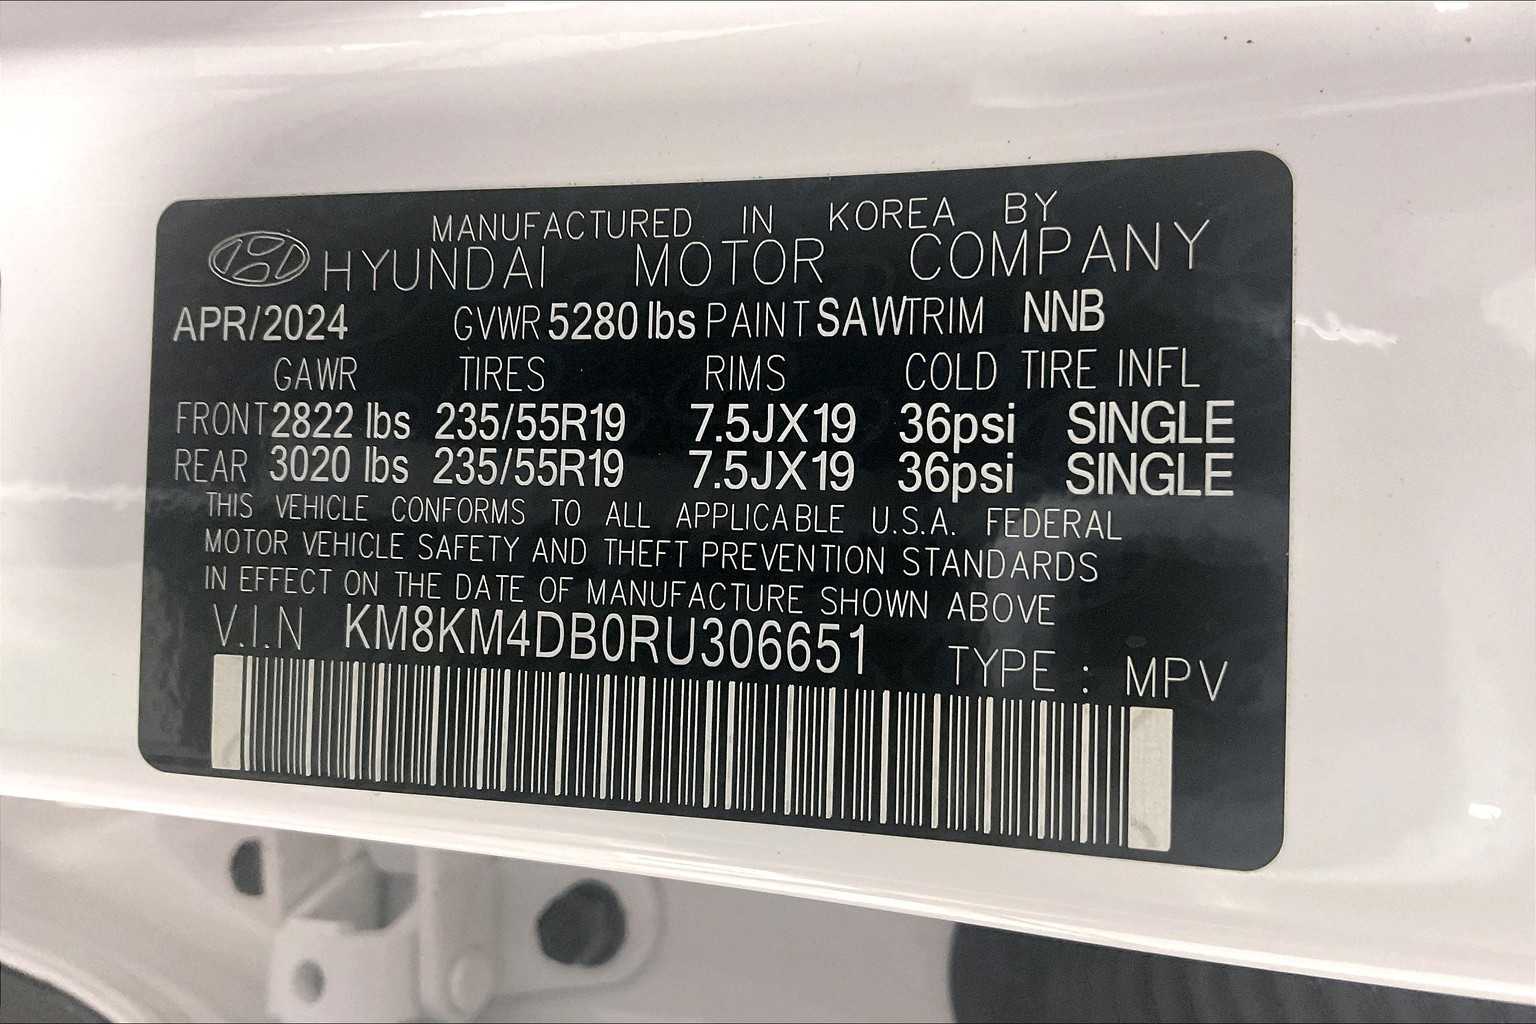 MANUFACTURED IN KOREA BY
HYUNDAI MOTOR COMPANY
APR/2024 GVWR 5280 lbs PAINT SAW TRIM NNB
GAWR TIRES RIMS COLD TIRE INFL
FRONT 2822 lbs 235/55R19 7.5JX19 36psi SINGLE
REAR 3020 lbs 235/55R19 7.5JX19 36psi SINGLE
THIS VEHICLE CONFORMS TO ALL APPLICABLE U.S.A. FEDERAL
MOTOR VEHICLE SAFETY AND THEFT PREVENTION STANDARDS
IN EFFECT ON THE DATE OF MANUFACTURE SHOWN ABOVE
V.I.N KM8KM4DB0RU306651 TYPE : MPV